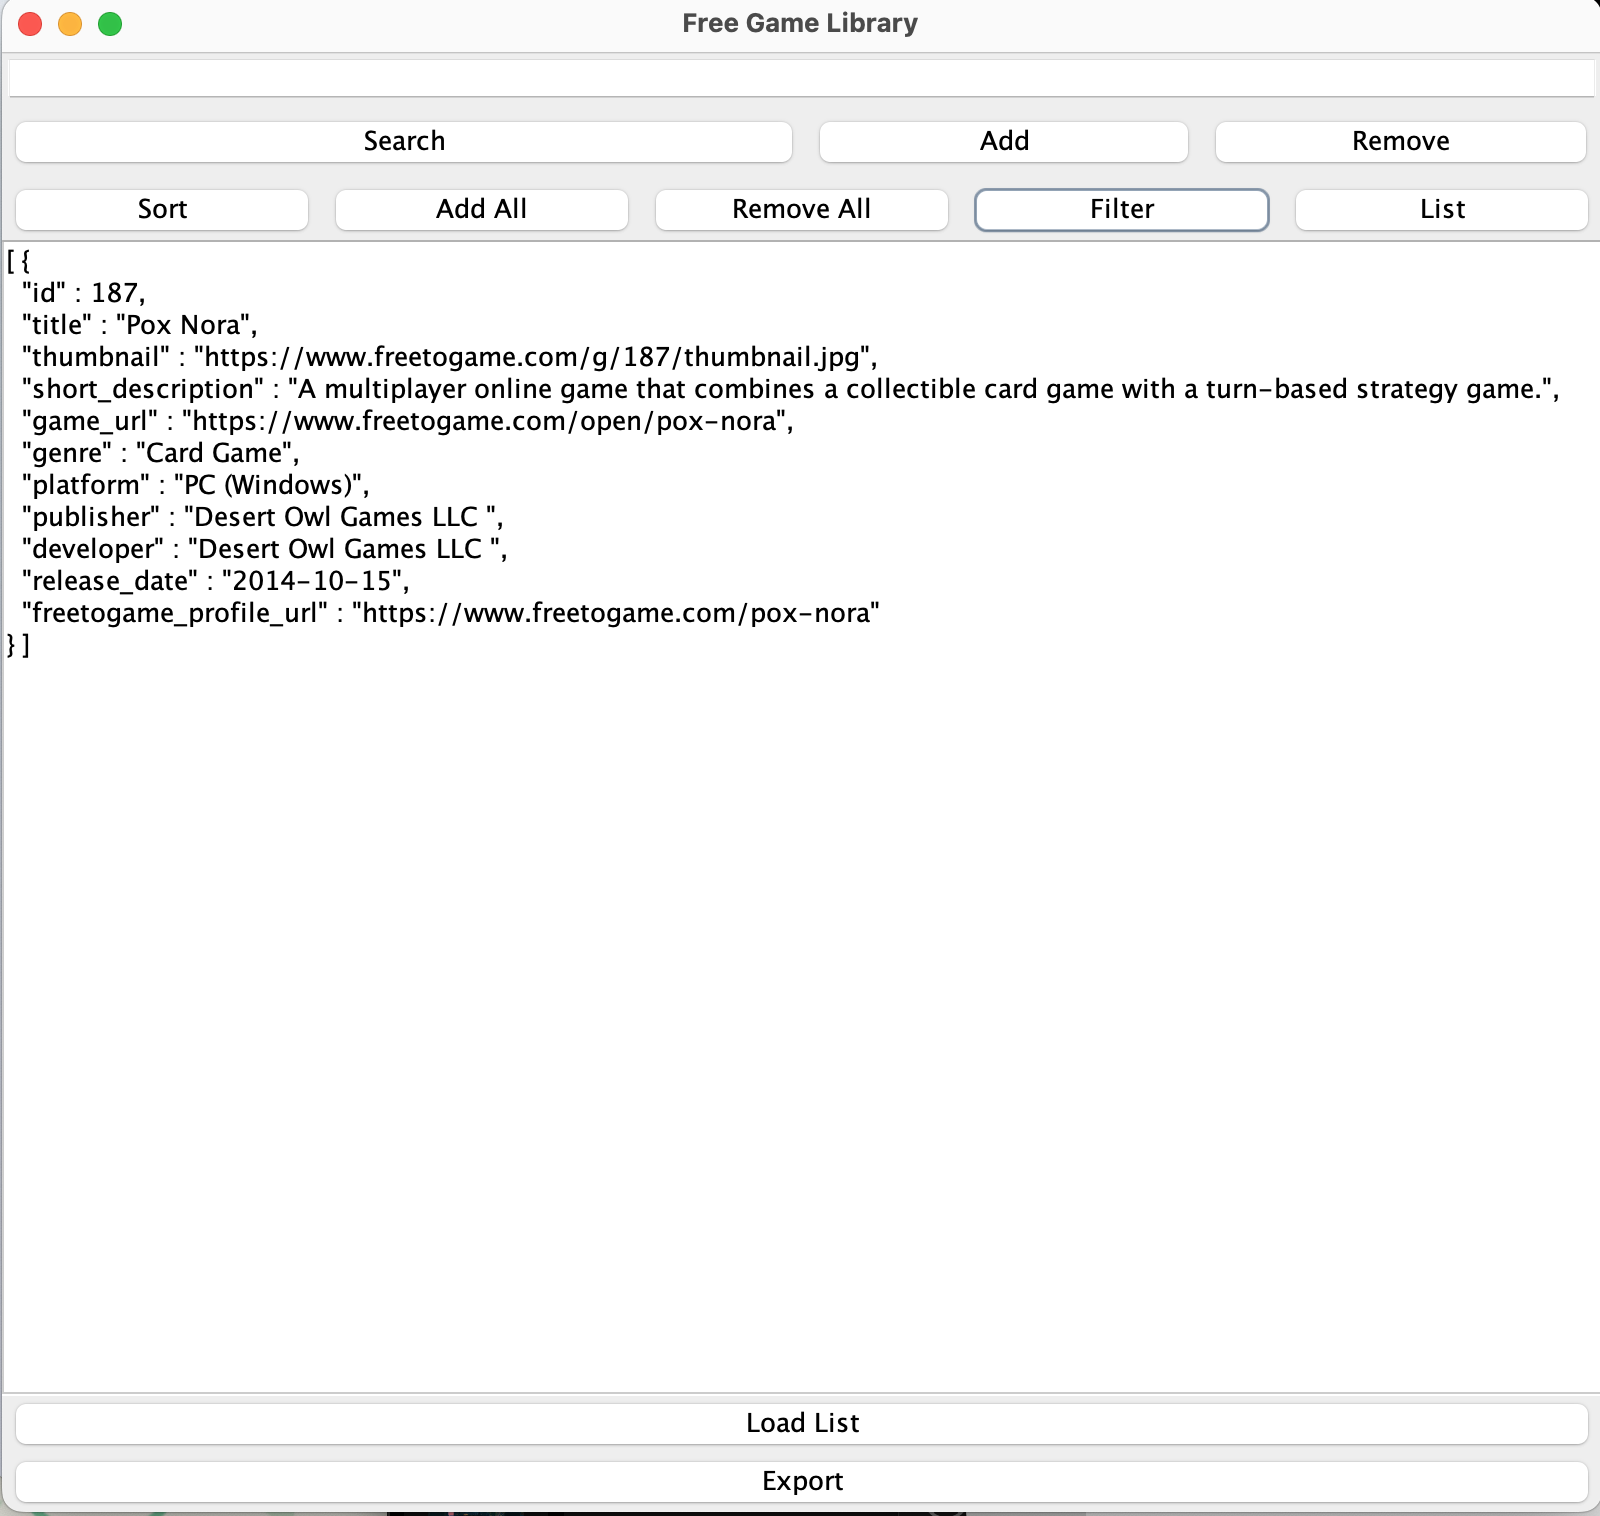 Free Game Library
Search Add Remove
Sort Add All Remove All Filter List
[ {
  "id" : 187,
  "title" : "Pox Nora",
  "thumbnail" : "https://www.freetogame.com/g/187/thumbnail.jpg",
  "short_description" : "A multiplayer online game that combines a collectible card game with a turn-based strategy game.",
  "game_url" : "https://www.freetogame.com/open/pox-nora",
  "genre" : "Card Game",
  "platform" : "PC (Windows)",
  "publisher" : "Desert Owl Games LLC ",
  "developer" : "Desert Owl Games LLC ",
  "release_date" : "2014-10-15",
  "freetogame_profile_url" : "https://www.freetogame.com/pox-nora"
} ]
Load List
Export